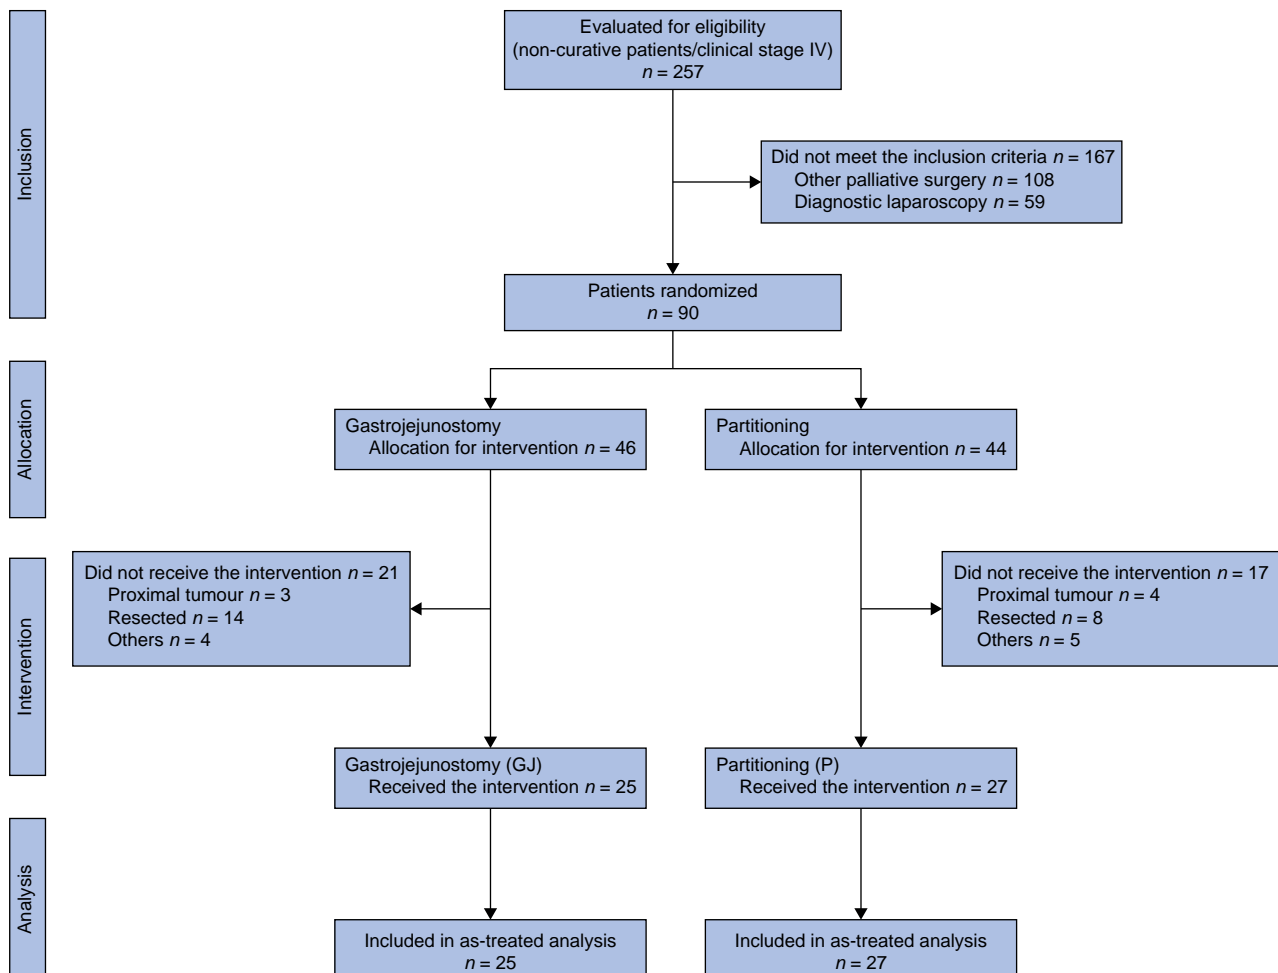 Inclusion
Evaluated for eligibility
(non-curative patients/clinical stage IV)
n = 257
Did not meet the inclusion criteria n = 167
Other palliative surgery n = 108
Diagnostic laparoscopy n = 59
Patients randomized
n = 90
Allocation
Gastrojejunostomy
Allocation for intervention n = 46
Partitioning
Allocation for intervention n = 44
Intervention
Did not receive the intervention n = 21
Proximal tumour n = 3
Resected n = 14
Others n = 4
Did not receive the intervention n = 17
Proximal tumour n = 4
Resected n = 8
Others n = 5
Gastrojejunostomy (GJ)
Received the intervention n = 25
Partitioning (P)
Received the intervention n = 27
Analysis
Included in as-treated analysis
n = 25
Included in as-treated analysis
n = 27